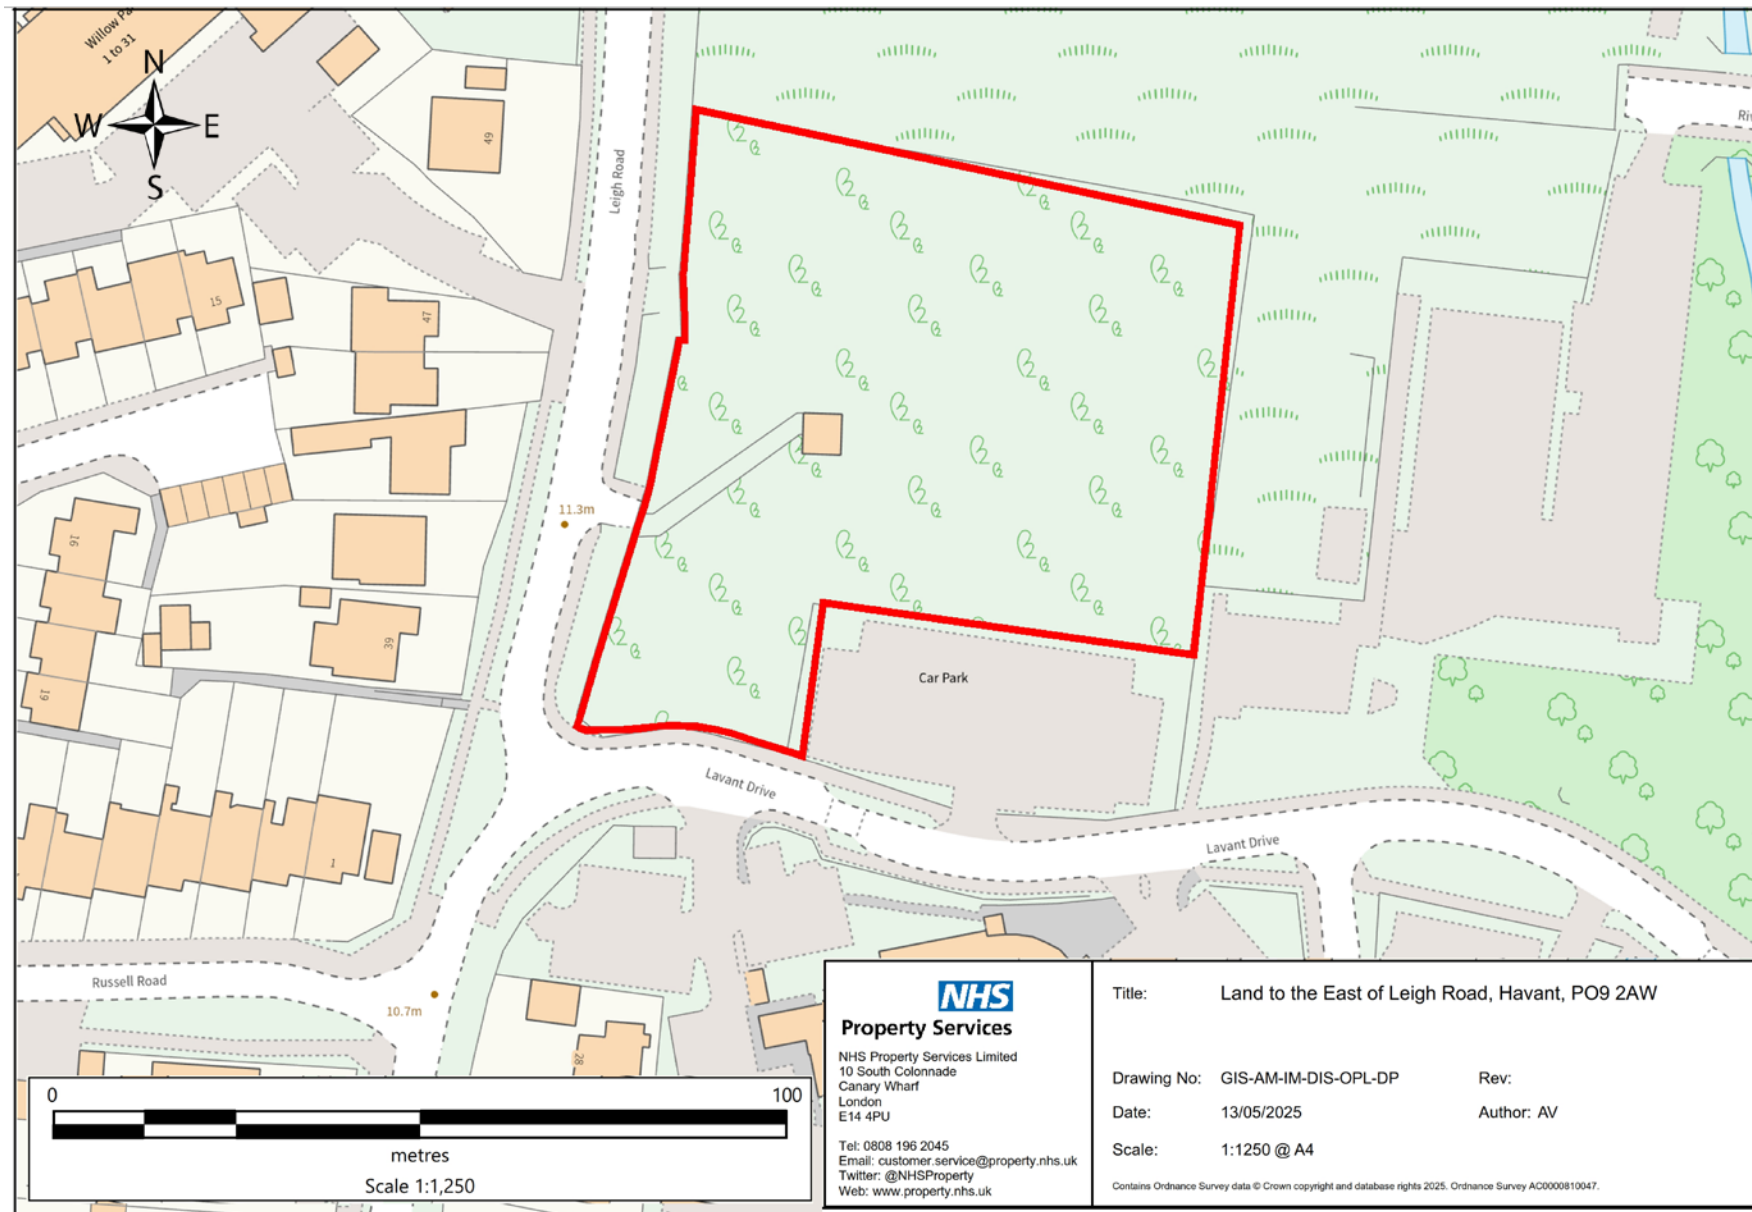 Willow Pa
1 to 31
N
W
E
S
49
Leigh Road
Riv
15
47
11.3m
16
39
19
Car Park
Lavant Drive
Lavant Drive
1
Russell Road
10.7m
28
0
100
metres
Scale 1:1,250
NHS
Property Services
NHS Property Services Limited
10 South Colonnade
Canary Wharf
London
E14 4PU
Tel: 0808 196 2045
Email: customer.service@property.nhs.uk
Twitter: @NHSProperty
Web: www.property.nhs.uk
Title: Land to the East of Leigh Road, Havant, PO9 2AW
Drawing No: GIS-AM-IM-DIS-OPL-DP Rev:
Date: 13/05/2025 Author: AV
Scale: 1:1250 @ A4
Contains Ordnance Survey data © Crown copyright and database rights 2025. Ordnance Survey AC0000810047.